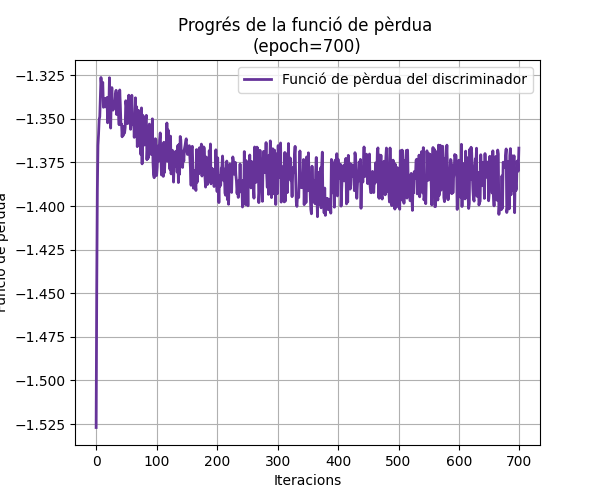 Progrés de la funció de pèrdua
(epoch=700)
Funció de pèrdua del discriminador
Funció de pèrdua
−1.325
−1.350
−1.375
−1.400
−1.425
−1.450
−1.475
−1.500
−1.525
0 100 200 300 400 500 600 700
Iteracions